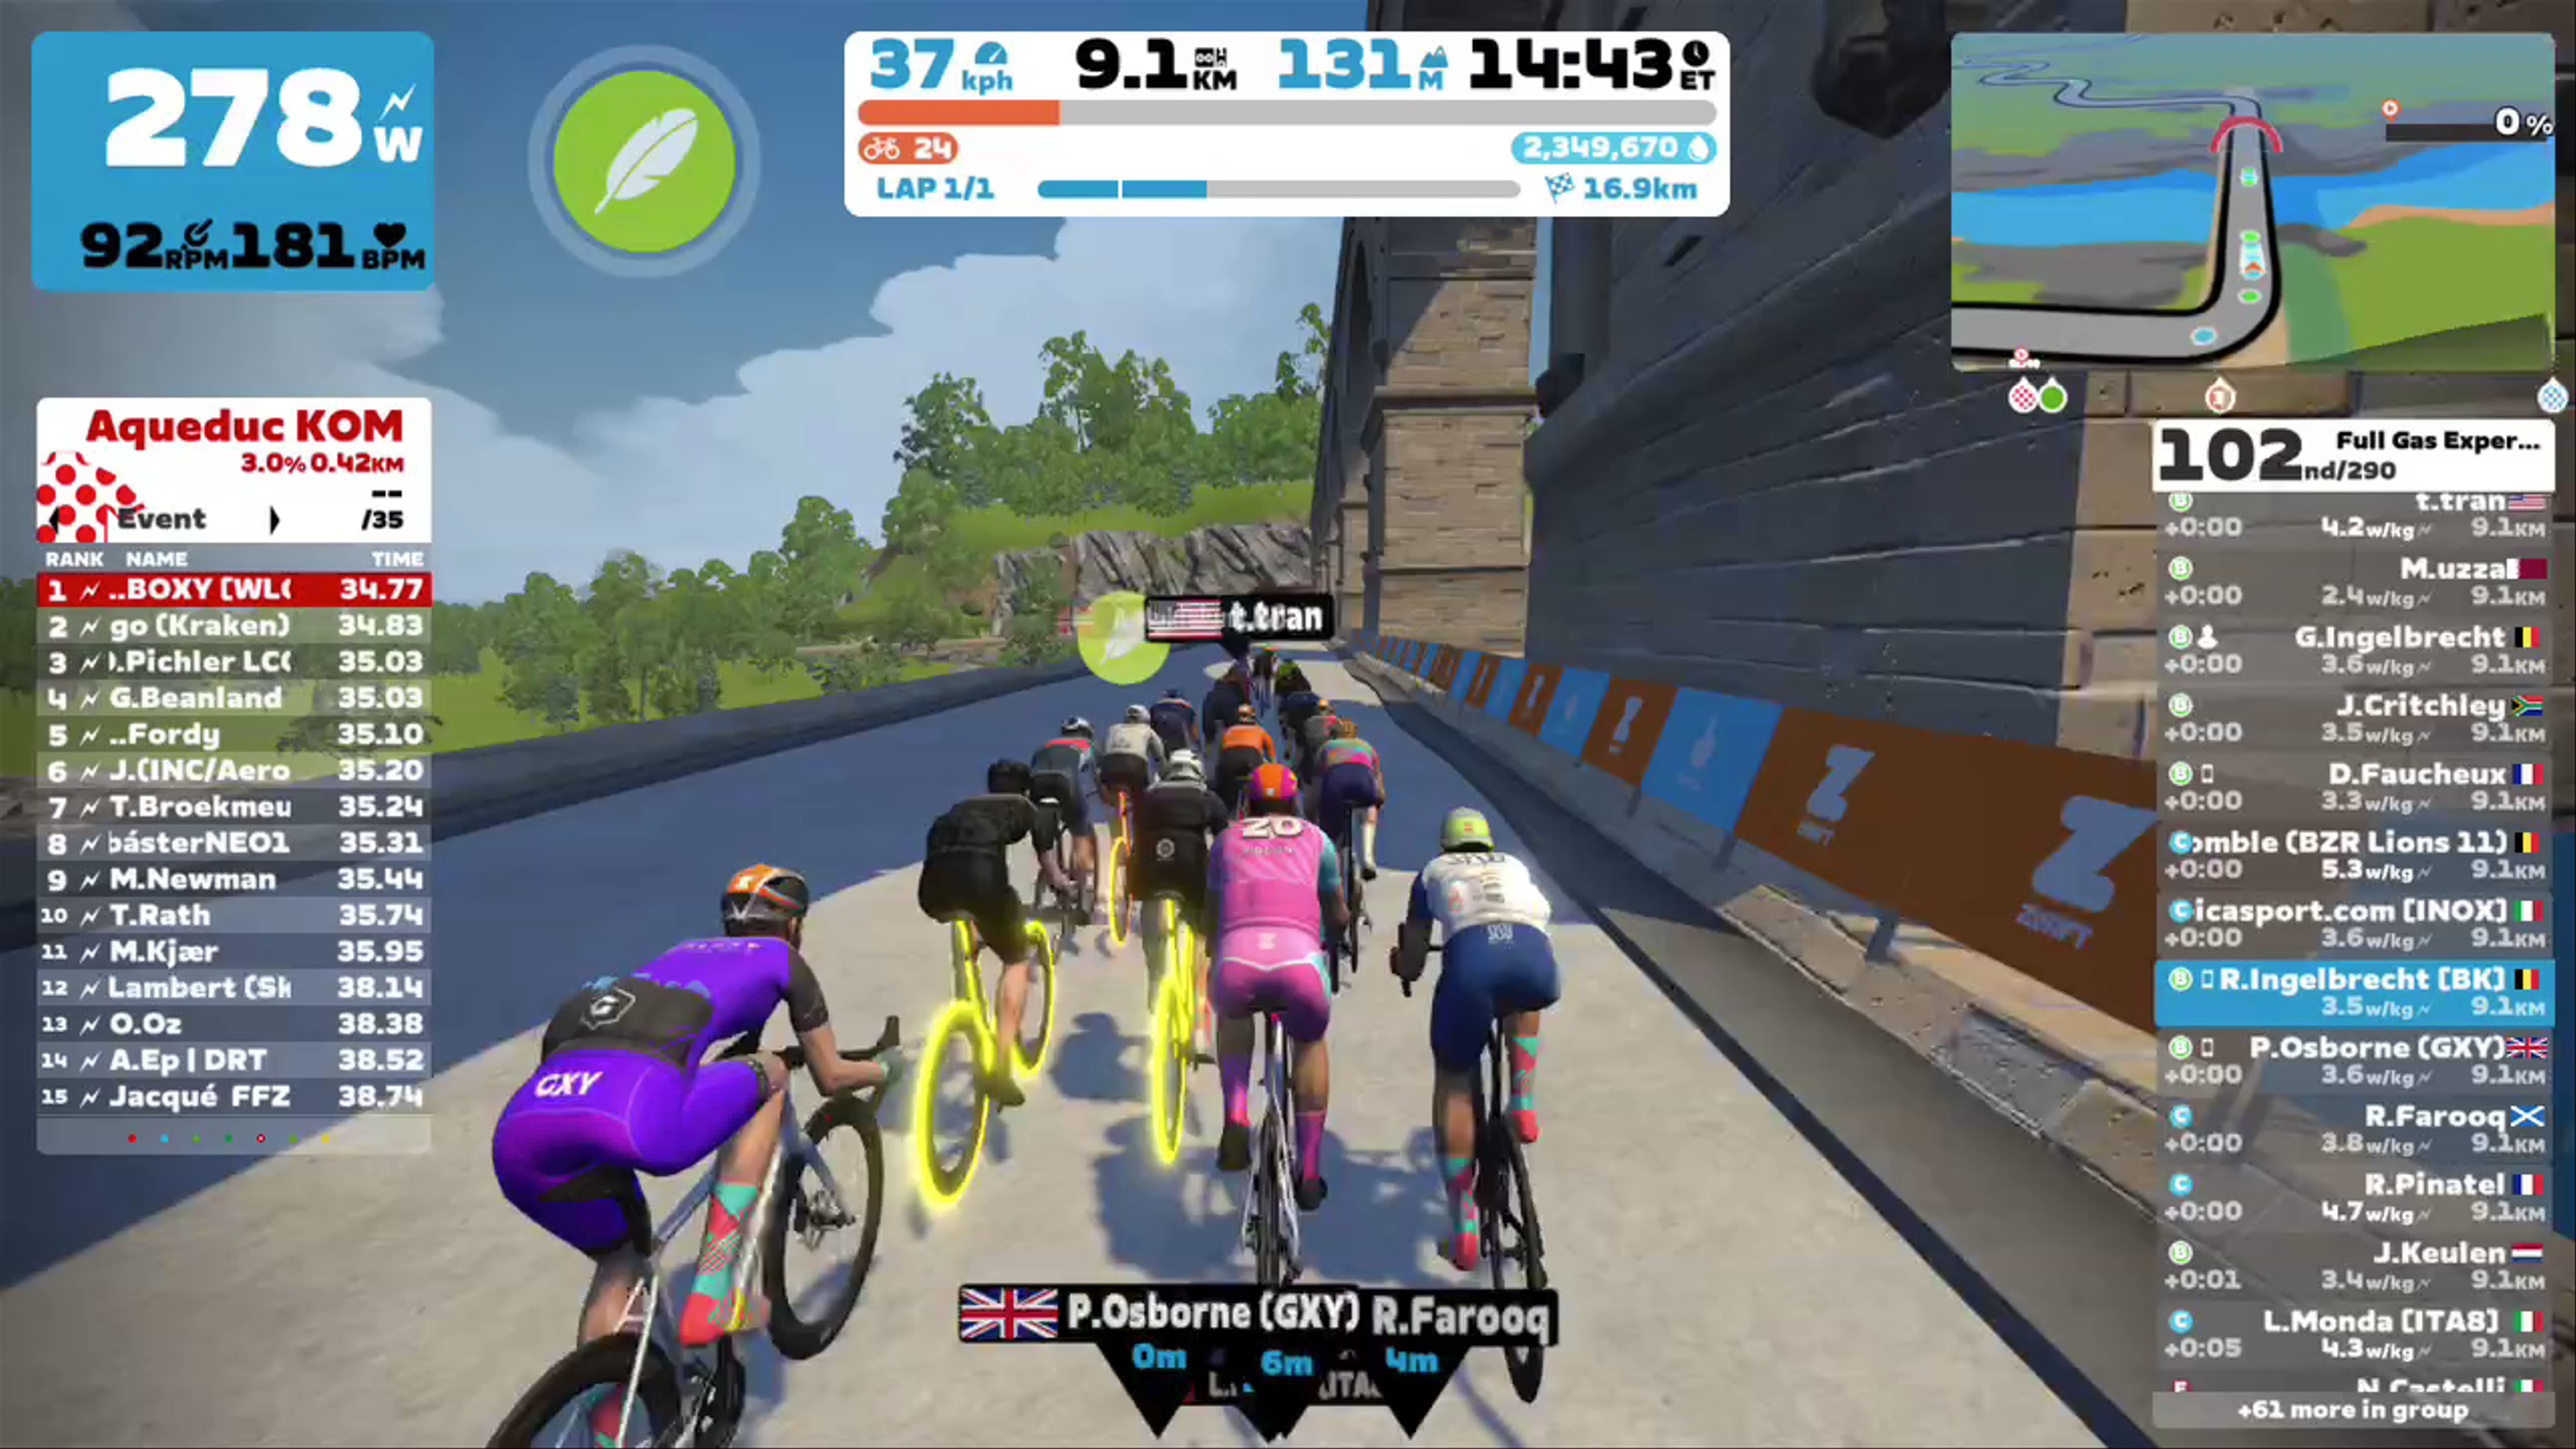 278 W
92 RPM 181 BPM
37 kph 9.1 KM 131 M 14:43 ET
24
2,349,670
LAP 1/1
16.9km
0%
Aqueduc KOM
3.0% 0.42KM
--
Event
/35
RANK NAME TIME
1 ..BOXY [WL( 34.77
2 go (Kraken) 34.83
3 ).Pichler LC( 35.03
4 G.Beanland 35.03
5 ..Fordy 35.10
6 J.(INC/Aero 35.20
7 T.Broekmeu 35.24
8 básterNEO1 35.31
9 M.Newman 35.44
10 T.Rath 35.74
11 M.Kjær 35.95
12 Lambert (Sk 38.14
13 O.Oz 38.38
14 A.Ep | DRT 38.52
15 Jacqué FFZ 38.74
t.tran
20
GXY
ZWIFT
P.Osborne (GXY) R.Farooq
0m 6m 4m
102nd/290
Full Gas Exper...
B t.tran
+0:00 4.2w/kg 9.1KM
B M.uzza
+0:00 2.4w/kg 9.1KM
B G.Ingelbrecht
+0:00 3.6w/kg 9.1KM
B J.Critchley
+0:00 3.5w/kg 9.1KM
B D.Faucheux
+0:00 3.3w/kg 9.1KM
C omble (BZR Lions 11)
+0:00 5.3w/kg 9.1KM
C icasport.com [INOX]
+0:00 3.6w/kg 9.1KM
B R.Ingelbrecht [BK]
3.5w/kg 9.1KM
B P.Osborne (GXY)
+0:00 3.6w/kg 9.1KM
C R.Farooq
+0:00 3.8w/kg 9.1KM
C R.Pinatel
+0:00 4.7w/kg 9.1KM
B J.Keulen
+0:01 3.4w/kg 9.1KM
C L.Monda [ITA8]
+0:05 4.3w/kg 9.1KM
N.Castelli
+61 more in group